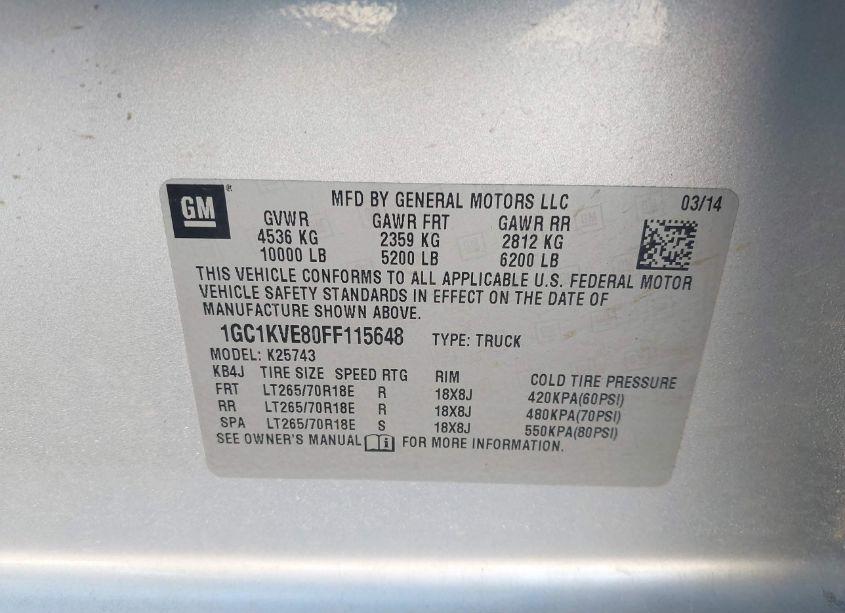 GM®
MFD BY GENERAL MOTORS LLC 03/14
GVWR GAWR FRT GAWR RR
4536 KG 2359 KG 2812 KG
10000 LB 5200 LB 6200 LB
THIS VEHICLE CONFORMS TO ALL APPLICABLE U.S. FEDERAL MOTOR
VEHICLE SAFETY STANDARDS IN EFFECT ON THE DATE OF
MANUFACTURE SHOWN ABOVE.
1GC1KVE80FF115648 TYPE: TRUCK
MODEL: K25743
KB4J TIRE SIZE SPEED RTG RIM COLD TIRE PRESSURE
FRT LT265/70R18E R 18X8J 420KPA(60PSI)
RR LT265/70R18E R 18X8J 480KPA(70PSI)
SPA LT265/70R18E S 18X8J 550KPA(80PSI)
SEE OWNER'S MANUAL FOR MORE INFORMATION.